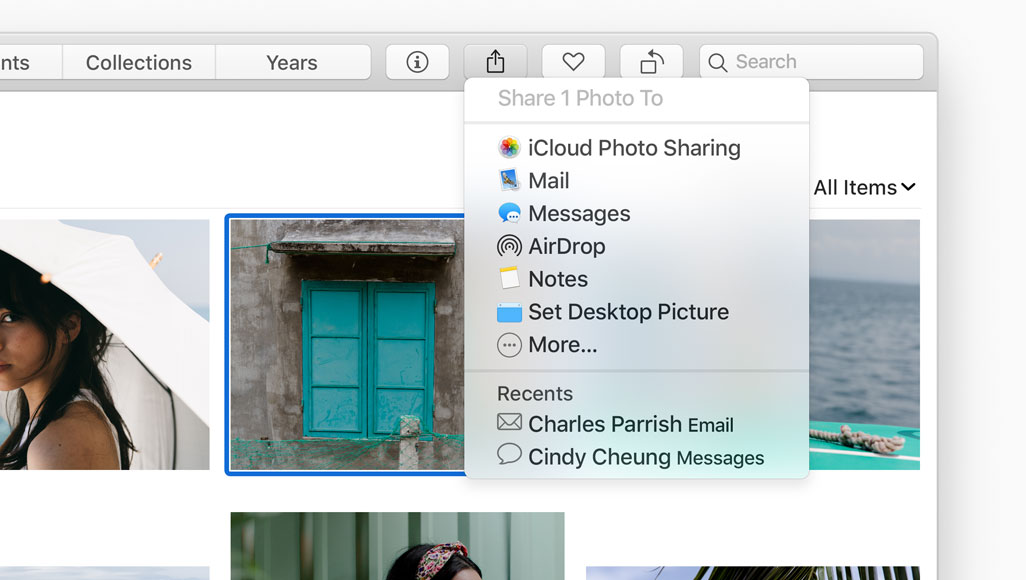 nts
Collections
Years
Search
Share 1 Photo To
iCloud Photo Sharing
Mail
All Items
Messages
AirDrop
Notes
Set Desktop Picture
More...
Recents
Charles Parrish Email
Cindy Cheung Messages